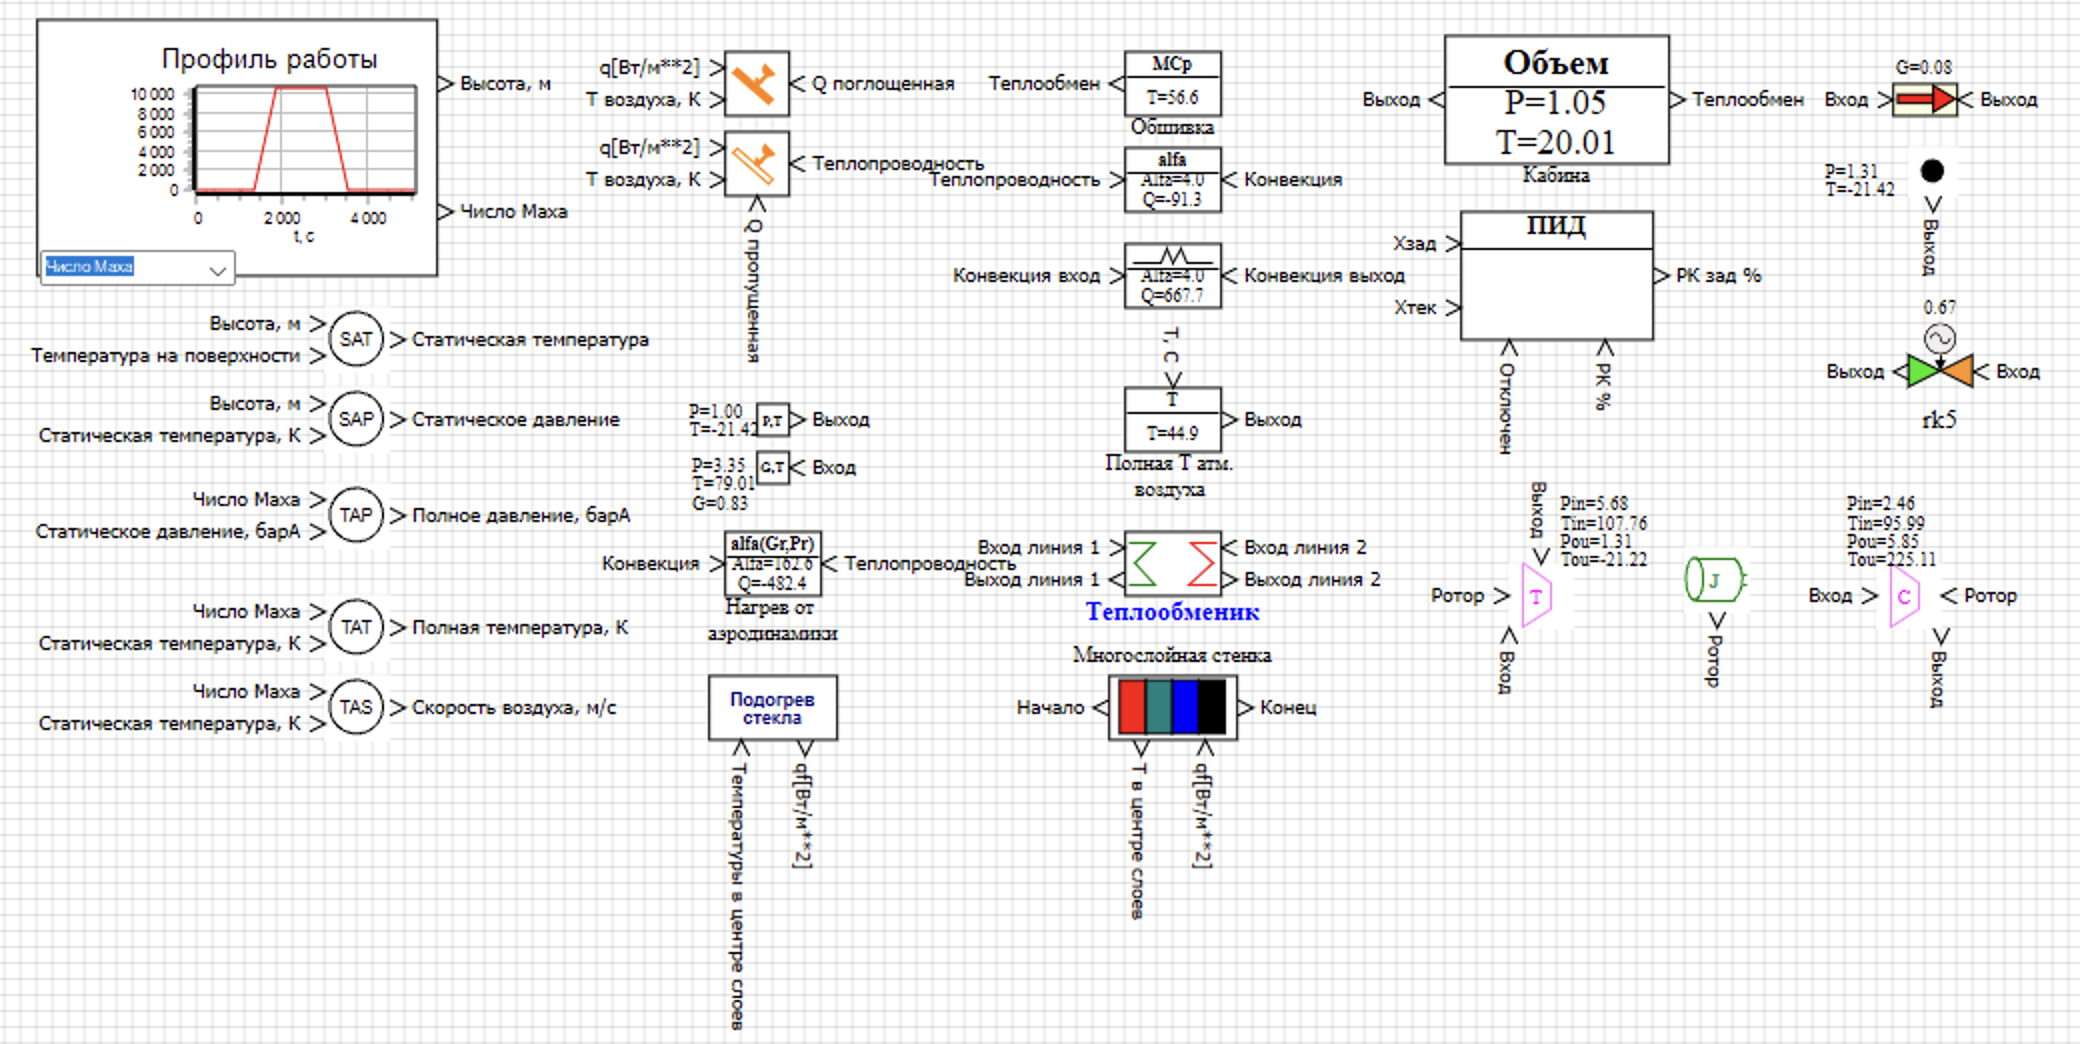 Профиль работы
10 000
8 000
6 000
4 000
2 000
0
0
2 000
4 000
t, с
Число Маха
Высота, м
Число Маха
Высота, м
Температура на поверхности
SAT
Статическая температура
Высота, м
Статическая температура, К
SAP
Статическое давление
Число Маха
Статическое давление, барА
TAP
Полное давление, барА
Число Маха
Статическая температура, К
TAT
Полная температура, К
Число Маха
Статическая температура, К
TAS
Скорость воздуха, м/с
q[Вт/м**2]
Т воздуха, К
Q поглощенная
q[Вт/м**2]
Т воздуха, К
Теплопроводность
Q пропущенная
P=1.00
T=-21.42
P,T
Выход
P=3.35
T=79.01
G=0.83
G,T
Вход
Конвекция
alfa(Gr,Pr)
Alfa=162.6
Q=-482.4
Теплопроводность
Нагрев от
аэродинамики
Подогрев
стекла
Температуры в центре слоев
qf[Вт/м**2]
Теплообмен
MCp
T=56.6
Обшивка
Теплопроводность
alfa
Alfa=4.0
Q=-91.3
Конвекция
Конвекция вход
Alfa=4.0
Q=667.7
Конвекция выход
T, C
T
T=44.9
Выход
Полная Т атм.
воздуха
Вход линия 1
Выход линия 1
Вход линия 2
Выход линия 2
Теплообменик
Многослойная стенка
Начало
Конец
Т в центре слоев
qf[Вт/м**2]
Выход
Объем
P=1.05
T=20.01
Теплообмен
Кабина
ПИД
Xзад
Xтек
РК зад %
Отключен
РК %
G=0.08
Вход
Выход
P=1.31
T=-21.42
Выход
0.67
Выход
Вход
rk5
Выход
Pin=5.68
Tin=107.76
Pou=1.31
Tou=-21.22
Ротор
T
Вход
J
Ротор
Pin=2.46
Tin=95.99
Pou=5.85
Tou=225.11
Вход
C
Ротор
Выход